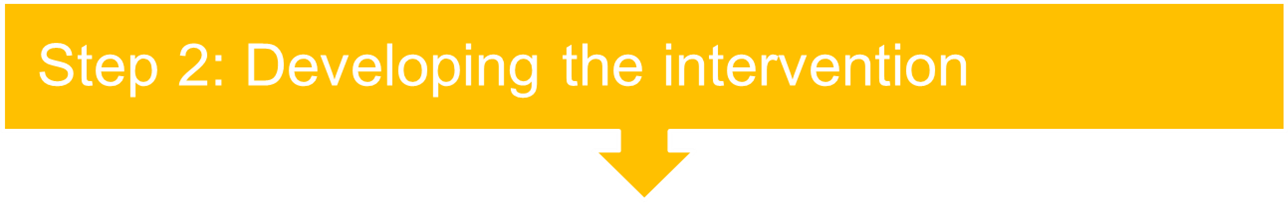 Step 2: Developing the intervention